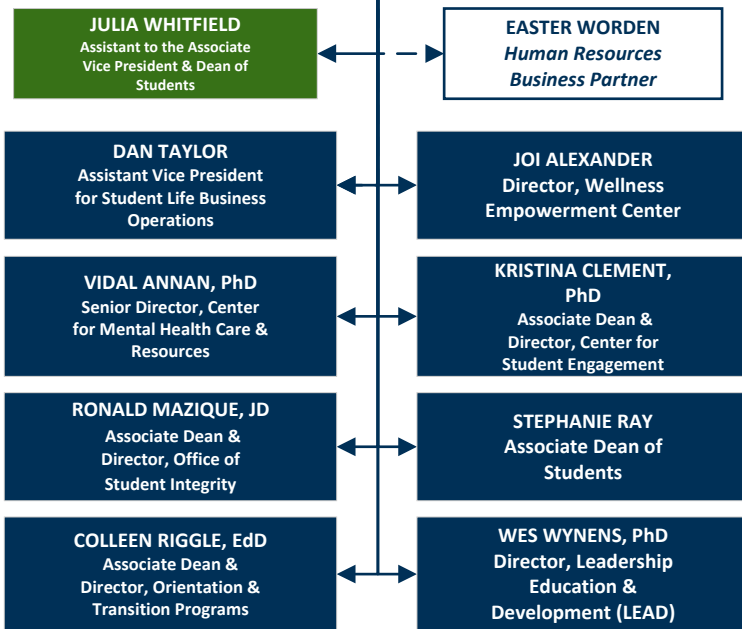 JULIA WHITFIELD
Assistant to the Associate
Vice President & Dean of
Students
EASTER WORDEN
Human Resources
Business Partner
DAN TAYLOR
Assistant Vice President
for Student Life Business
Operations
JOI ALEXANDER
Director, Wellness
Empowerment Center
VIDAL ANNAN, PhD
Senior Director, Center
for Mental Health Care &
Resources
KRISTINA CLEMENT,
PhD
Associate Dean &
Director, Center for
Student Engagement
RONALD MAZIQUE, JD
Associate Dean &
Director, Office of
Student Integrity
STEPHANIE RAY
Associate Dean of
Students
COLLEEN RIGGLE, EdD
Associate Dean &
Director, Orientation &
Transition Programs
WES WYNENS, PhD
Director, Leadership
Education &
Development (LEAD)